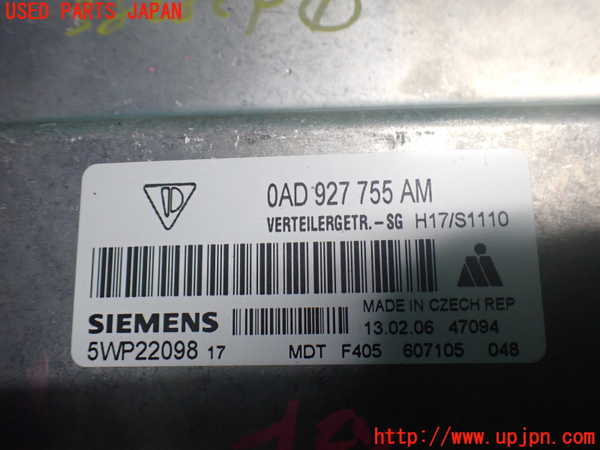 USED PARTS JAPAN
0AD 927 755 AM
VERTEILERGETR.-SG H17/S1110
MADE IN CZECH REP
SIEMENS 13.02.06 47094
5WP22098 17 MDT F405 607105 048
http://www.upjpn.com/